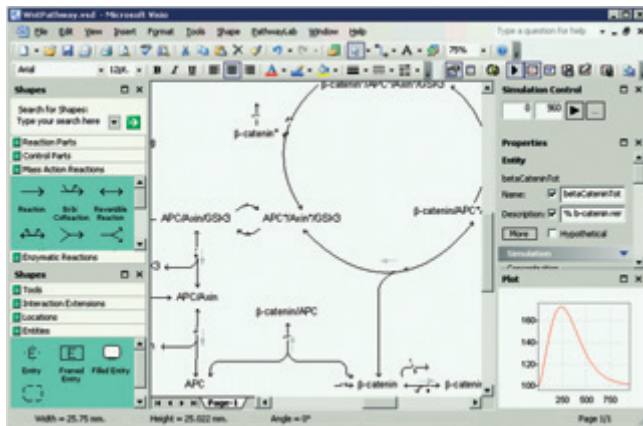 WntPathway.vsd - Microsoft Visio
File Edit View Insert Format Tools Shape PathwayLab Window Help
Type a question for help
75%
Arial
12pt.
B I U
Shapes
Search for Shapes:
Type your search here
Reaction Parts
Control Parts
Mass Action Reactions
Reaction
Reversible Reaction
Enzymatic Reactions
Shapes
Tools
Interaction Extensions
Locations
Entities
Entity
Framed Entity
Filled Entity
β-catenin*/APC*/Axin*/GSk3
β-catenin*
APC/Axin/GSk3
APC*/Axin*/GSk3
β-catenin/APC*
APC/Axin
β-catenin/APC
APC
β-catenin
β-catenin
Page-1
Simulation Control
0
960
...
Properties
Entity
betaCateninTot
Name:
betaCateninTot
Description:
More
Hypothetical
Simulation
Plot
160
140
120
100
250 500 750
Width = 25.75 mm.
Height = 25.022 mm.
Angle = 0°
Page 1/1